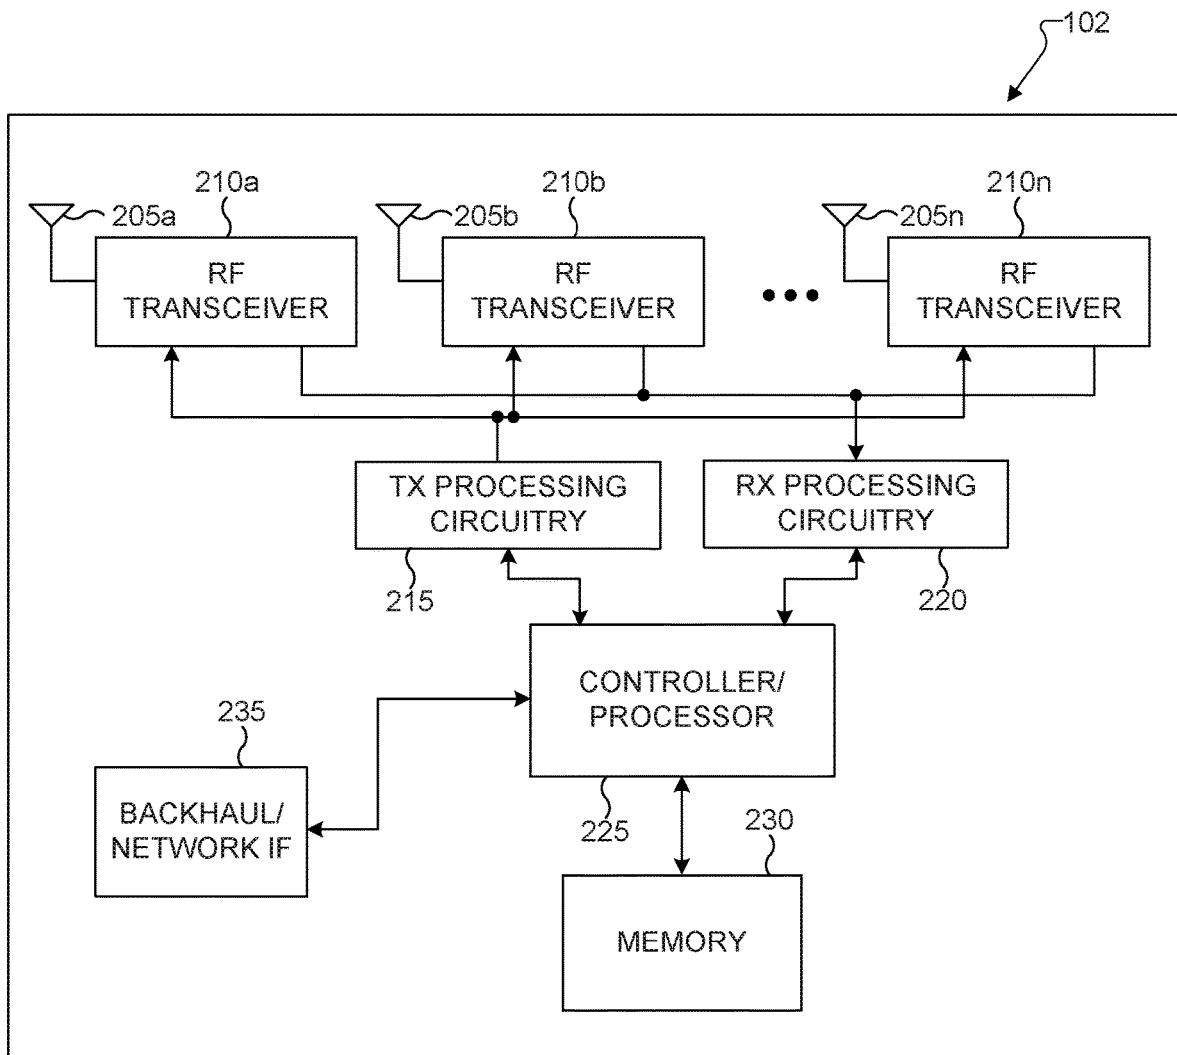 102
210a
210b
210n
205a
205b
205n
RF
TRANSCEIVER
RF
TRANSCEIVER
RF
TRANSCEIVER
TX PROCESSING
CIRCUITRY
RX PROCESSING
CIRCUITRY
215
220
CONTROLLER/
PROCESSOR
235
BACKHAUL/
NETWORK IF
225
230
MEMORY